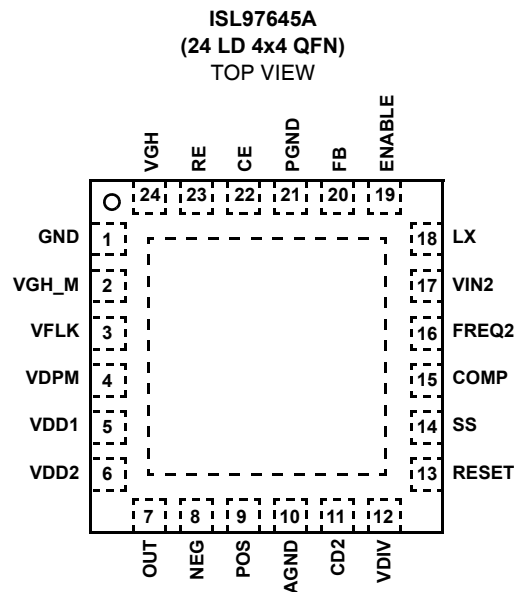 ISL97645A
(24 LD 4x4 QFN)
TOP VIEW
VGH
RE
CE
PGND
FB
ENABLE
24 23 22 21 20 19
GND 1 18 LX
VGH_M 2 17 VIN2
VFLK 3 16 FREQ2
VDPM 4 15 COMP
VDD1 5 14 SS
VDD2 6 13 RESET
7 8 9 10 11 12
OUT
NEG
POS
AGND
CD2
VDIV